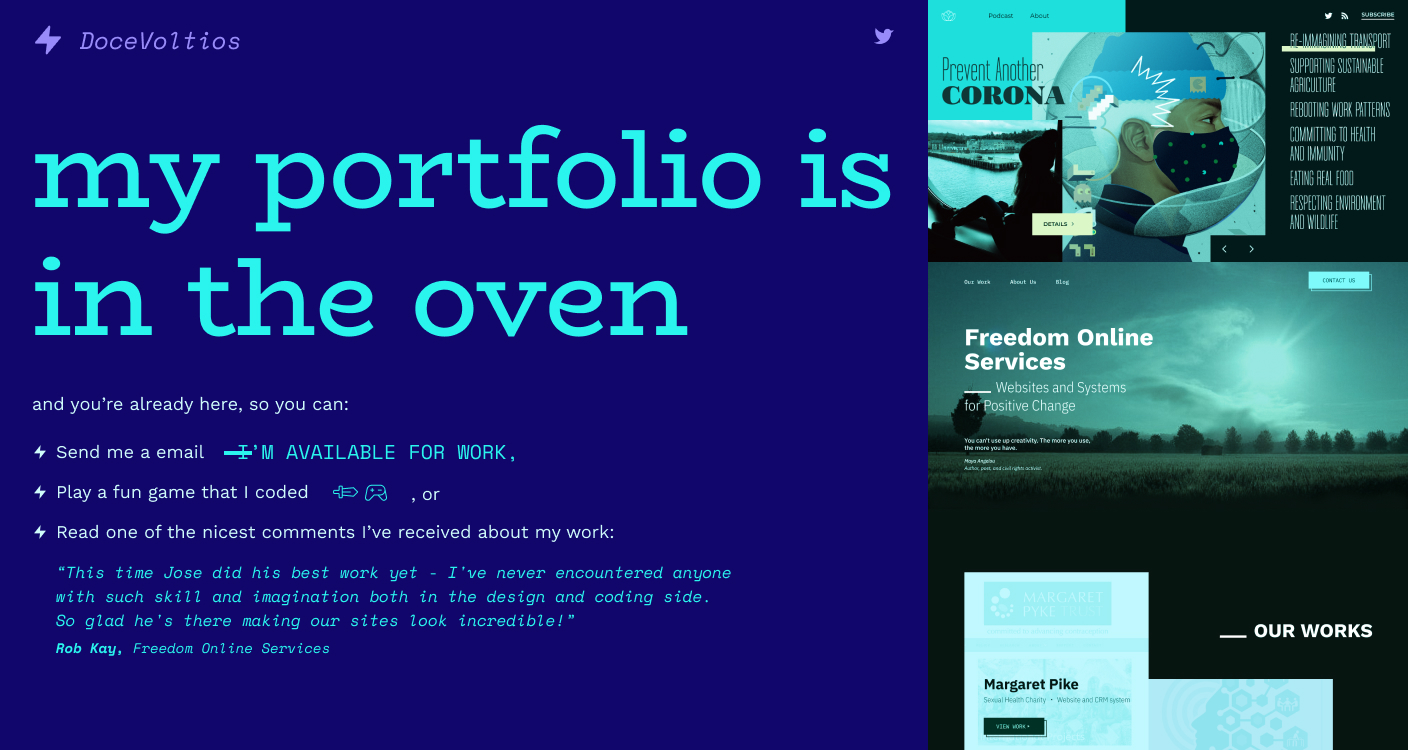 DoceVoltios
my portfolio is
in the oven
and you’re already here, so you can:
Send me a email
I’M AVAILABLE FOR WORK,
Play a fun game that I coded
, or
Read one of the nicest comments I’ve received about my work:
“This time Jose did his best work yet - I've never encountered anyone
with such skill and imagination both in the design and coding side.
So glad he's there making our sites look incredible!”
Rob Kay, Freedom Online Services
Podcast About
SUBSCRIBE
Prevent Another
CORONA
DETAILS
RE-IMMAGINING TRANSPORT
SUPPORTING SUSTAINABLE
AGRICULTURE
REBOOTING WORK PATTERNS
COMMITTING TO HEALTH
AND IMMUNITY
EATING REAL FOOD
RESPECTING ENVIRONMENT
AND WILDLIFE
Our Work About Us Blog
CONTACT US
Freedom Online
Services
Websites and Systems
for Positive Change
You can't use up creativity. The more you use,
the more you have.
Maya Angelou
Author, poet, and civil rights activist
MARGARET
PYKE TRUST
OUR WORKS
Margaret Pike
Sexual Health Charity • Website and CRM system
VIEW WORK